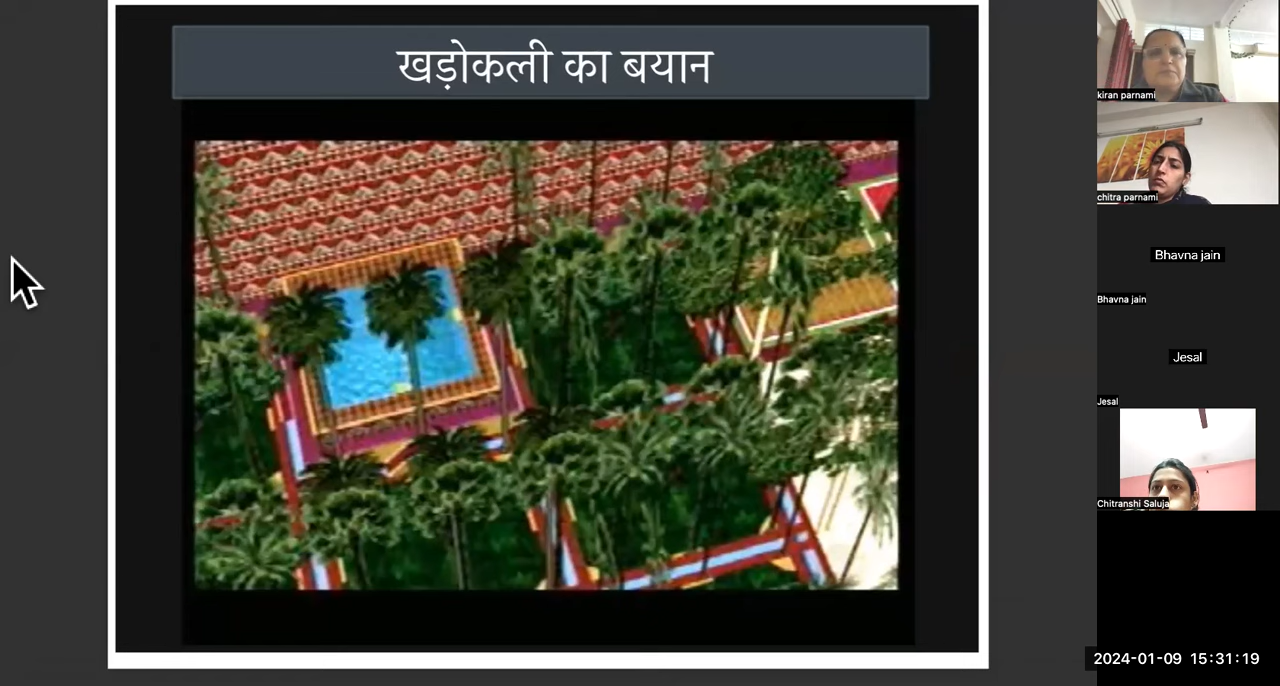 खड़ोकली का बयान
kiran parnami
chitra parnami
Bhavna jain
Bhavna jain
Jesal
Jesal
Chitranshi Saluja
2024-01-09 15:31:19